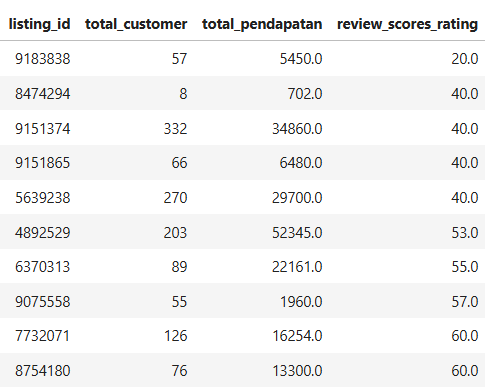 listing_id total_customer total_pendapatan review_scores_rating
9183838 57 5450.0 20.0
8474294 8 702.0 40.0
9151374 332 34860.0 40.0
9151865 66 6480.0 40.0
5639238 270 29700.0 40.0
4892529 203 52345.0 53.0
6370313 89 22161.0 55.0
9075558 55 1960.0 57.0
7732071 126 16254.0 60.0
8754180 76 13300.0 60.0